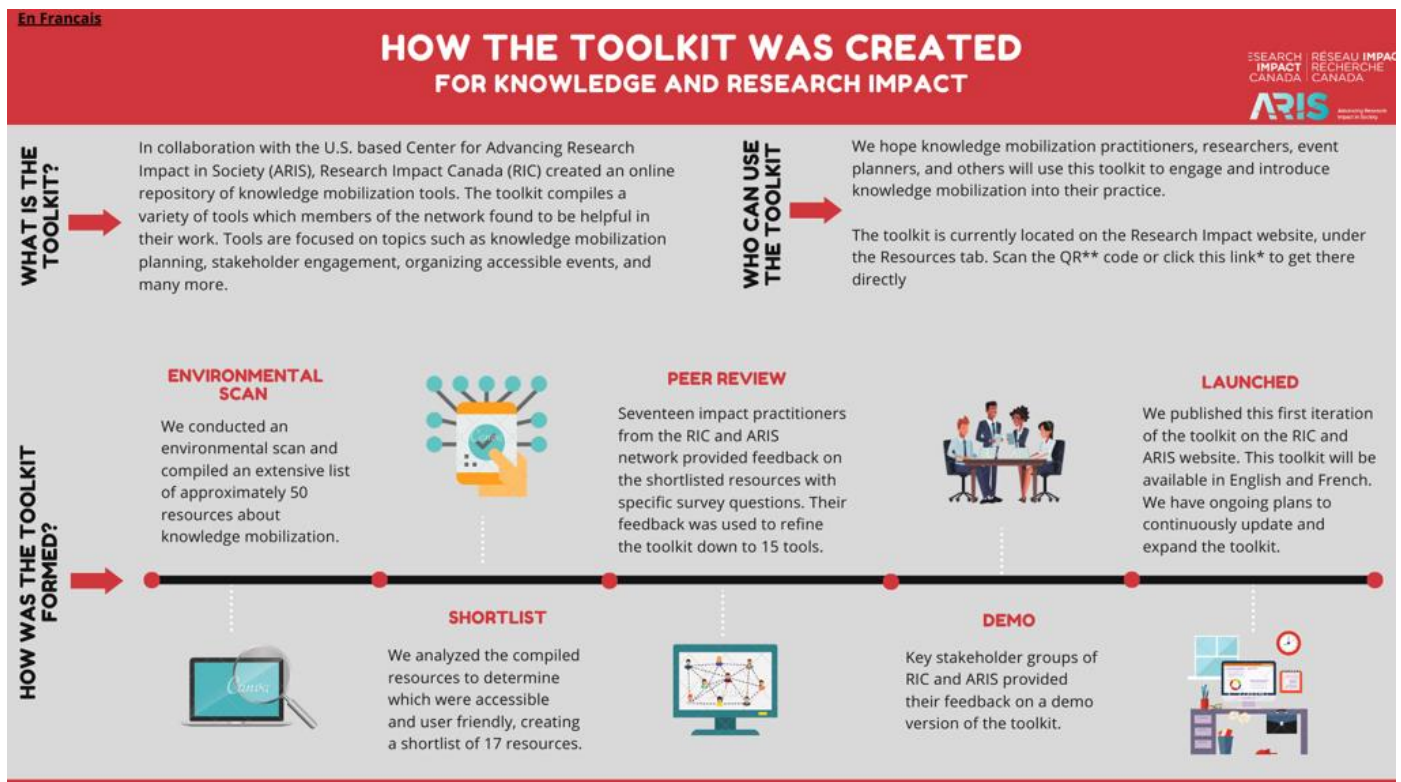 En Francais
HOW THE TOOLKIT WAS CREATED
FOR KNOWLEDGE AND RESEARCH IMPACT
ESEARCH
IMPACT
CANADA
RÉSEAU IMPAC
RECHERCHE
CANADA
ARIS
Advancing Research
Impact in Society
WHAT IS THE
TOOLKIT?
In collaboration with the U.S. based Center for Advancing Research
Impact in Society (ARIS), Research Impact Canada (RIC) created an online
repository of knowledge mobilization tools. The toolkit compiles a
variety of tools which members of the network found to be helpful in
their work. Tools are focused on topics such as knowledge mobilization
planning, stakeholder engagement, organizing accessible events, and
many more.
WHO CAN USE
THE TOOLKIT
We hope knowledge mobilization practitioners, researchers, event
planners, and others will use this toolkit to engage and introduce
knowledge mobilization into their practice.
The toolkit is currently located on the Research Impact website, under
the Resources tab. Scan the QR** code or click this link* to get there
directly
HOW WAS THE TOOLKIT
FORMED?
ENVIRONMENTAL
SCAN
We conducted an
environmental scan and
compiled an extensive list
of approximately 50
resources about
knowledge mobilization.
Canva
SHORTLIST
We analyzed the compiled
resources to determine
which were accessible
and user friendly, creating
a shortlist of 17 resources.
PEER REVIEW
Seventeen impact practitioners
from the RIC and ARIS
network provided feedback on
the shortlisted resources with
specific survey questions. Their
feedback was used to refine
the toolkit down to 15 tools.
DEMO
Key stakeholder groups of
RIC and ARIS provided
their feedback on a demo
version of the toolkit.
LAUNCHED
We published this first iteration
of the toolkit on the RIC and
ARIS website. This toolkit will be
available in English and French.
We have ongoing plans to
continuously update and
expand the toolkit.